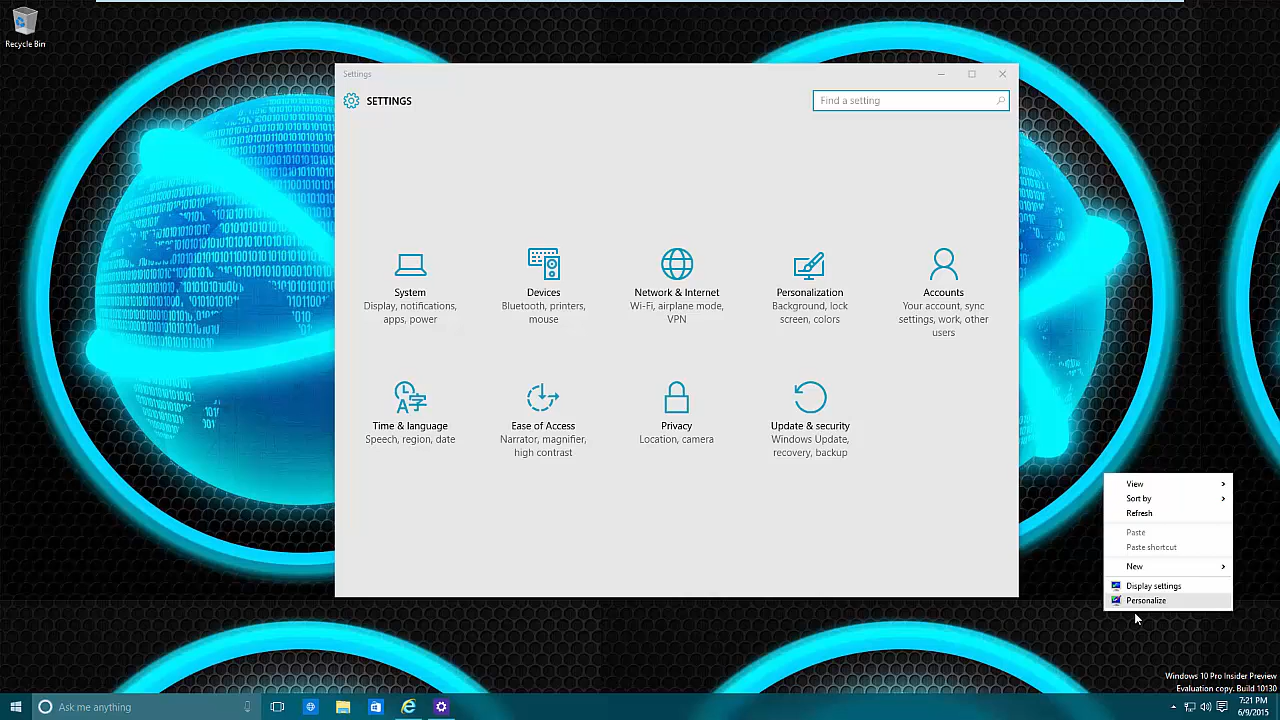 Recycle Bin
Settings
SETTINGS
Find a setting
System
Display, notifications,
apps, power
Devices
Bluetooth, printers,
mouse
Network & Internet
Wi-Fi, airplane mode,
VPN
Personalization
Background, lock
screen, colors
Accounts
Your account, sync
settings, work, other
users
Time & language
Speech, region, date
Ease of Access
Narrator, magnifier,
high contrast
Privacy
Location, camera
Update & security
Windows Update,
recovery, backup
View
Sort by
Refresh
Paste
Paste shortcut
New
Display settings
Personalize
Windows 10 Pro Insider Preview
Evaluation copy. Build 10130
Ask me anything
7:21 PM
6/9/2015